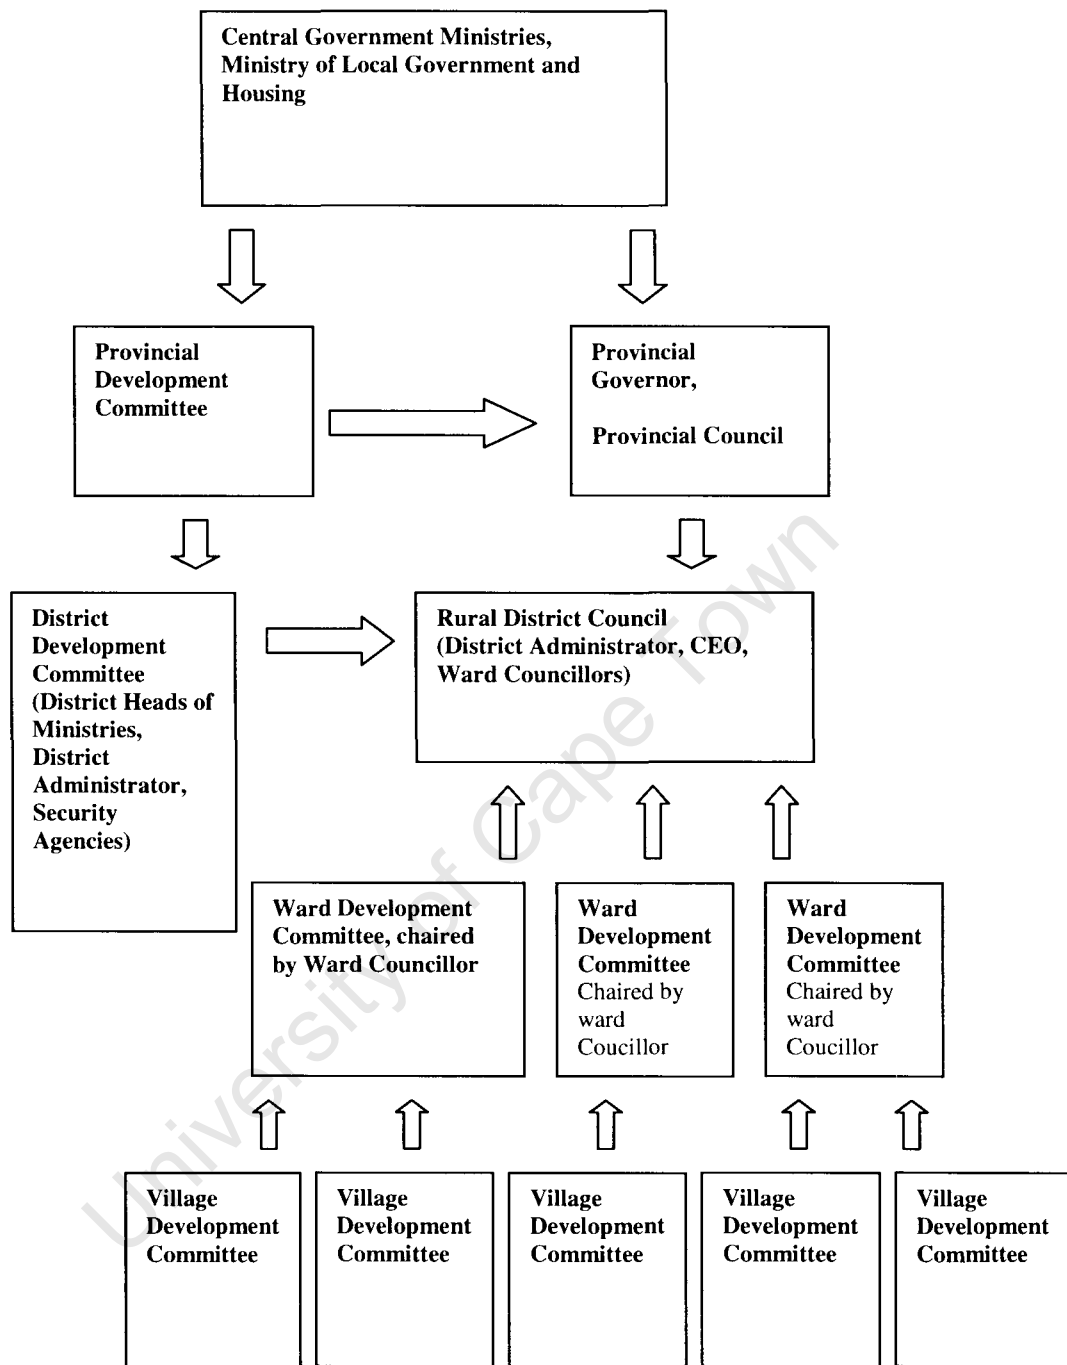 Central Government Ministries,
Ministry of Local Government and
Housing
Provincial
Development
Committee
Provincial
Governor,
Provincial Council
District
Development
Committee
(District Heads of
Ministries,
District
Administrator,
Security
Agencies)
Rural District Council
(District Administrator, CEO,
Ward Councillors)
Ward Development
Committee, chaired
by Ward Councillor
Ward
Development
Committee
Chaired by
ward
Coucillor
Ward
Development
Committee
Chaired by
ward
Coucillor
Village
Development
Committee
Village
Development
Committee
Village
Development
Committee
Village
Development
Committee
Village
Development
Committee
University of Cape Town